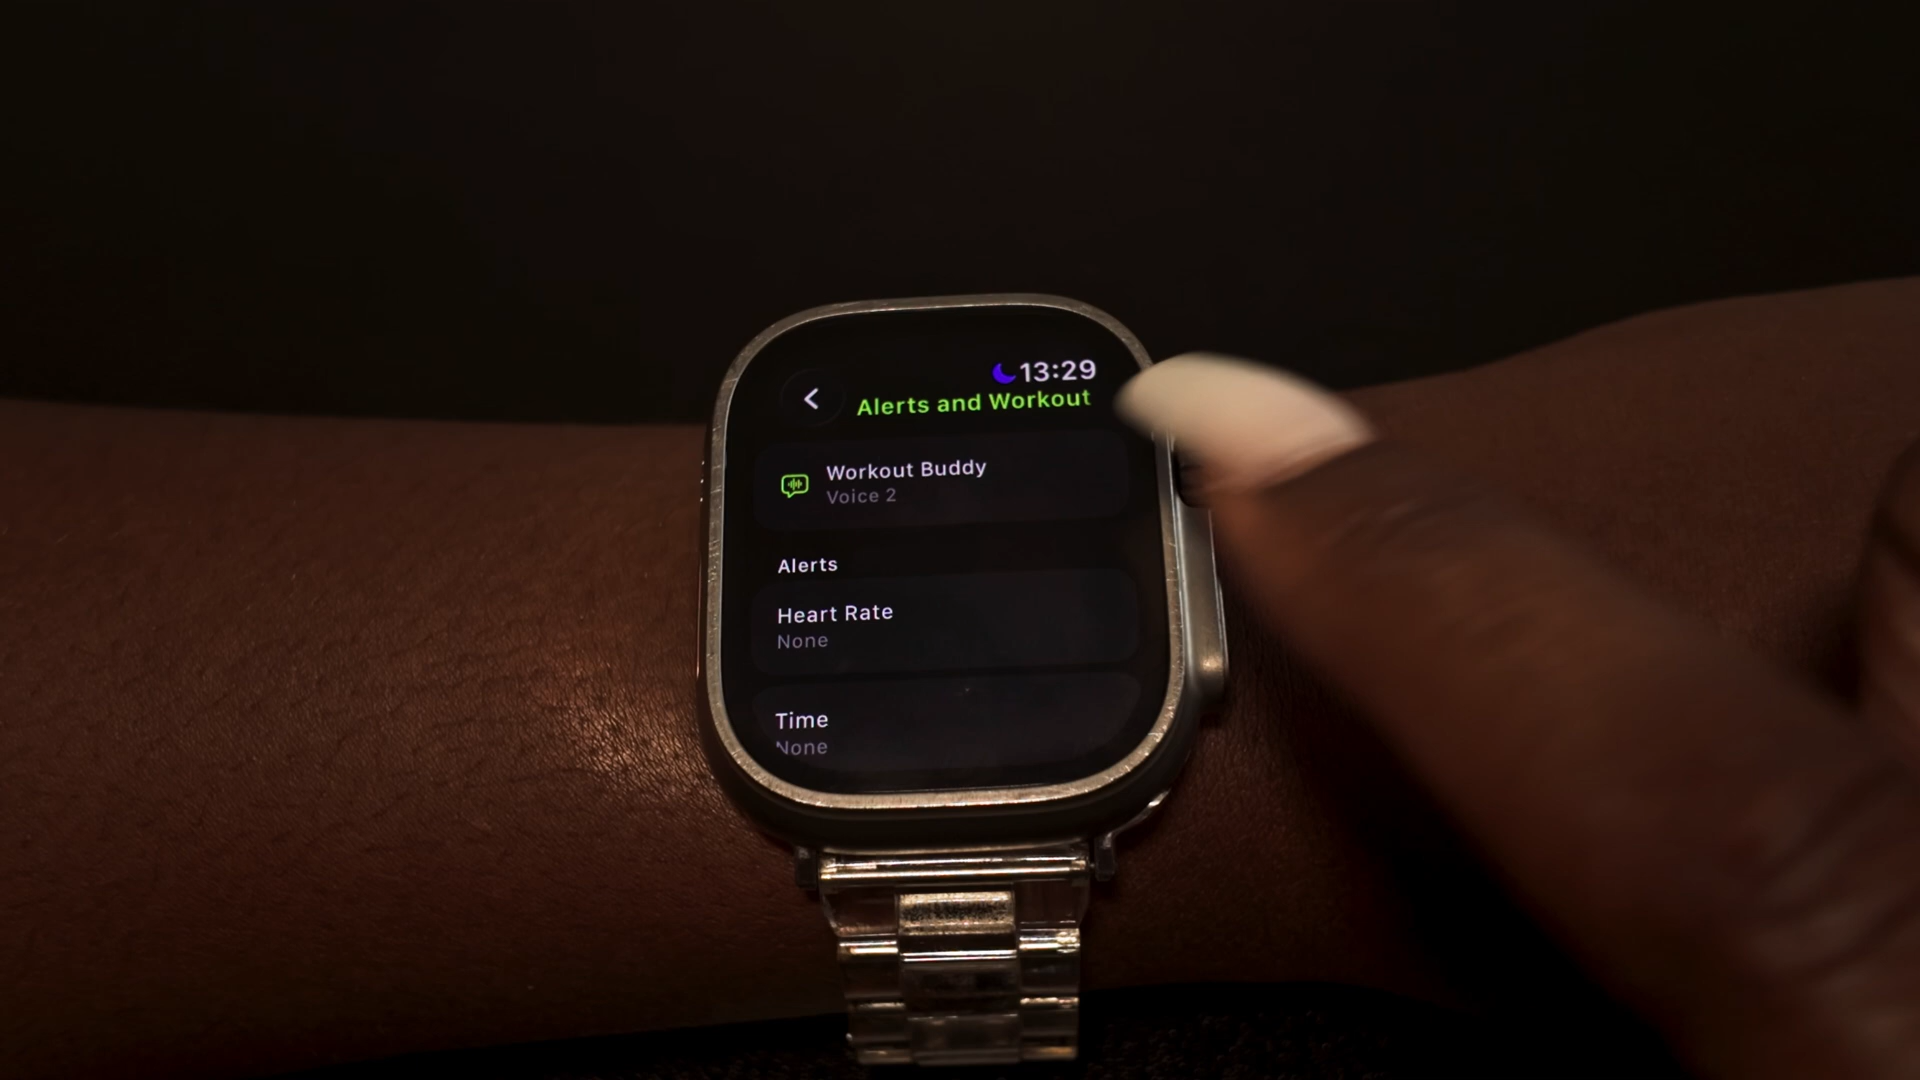 13:29
Alerts and Workout
Workout Buddy
Voice 2
Alerts
Heart Rate
None
Time
None